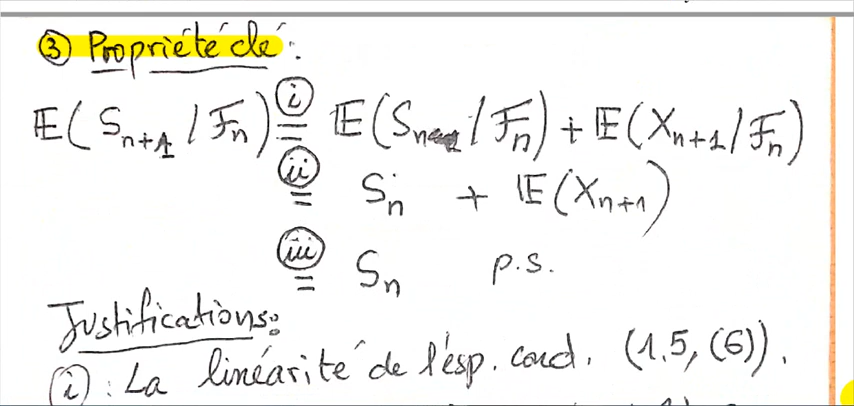 ③ Propriété clé :
𝔼(S_{n+1} / ℱ_n) (i)= 𝔼(S_n / ℱ_n) + 𝔼(X_{n+1} / ℱ_n)
(ii)= S_n + 𝔼(X_{n+1})
(iii)= S_n p.s.
Justifications:
(i) : La linéarité de l'esp. cond. (1.5, (6)).